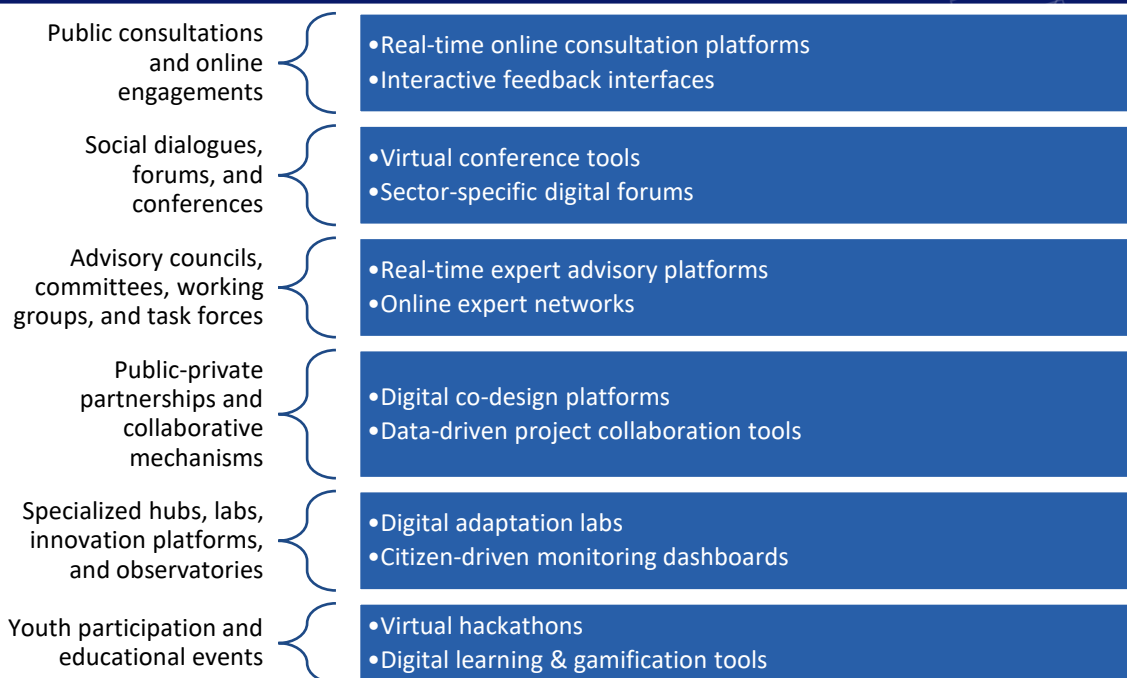 Public consultations
and online
engagements
•Real-time online consultation platforms
•Interactive feedback interfaces
Social dialogues,
forums, and
conferences
•Virtual conference tools
•Sector-specific digital forums
Advisory councils,
committees, working
groups, and task forces
•Real-time expert advisory platforms
•Online expert networks
Public-private
partnerships and
collaborative
mechanisms
•Digital co-design platforms
•Data-driven project collaboration tools
Specialized hubs, labs,
innovation platforms,
and observatories
•Digital adaptation labs
•Citizen-driven monitoring dashboards
Youth participation and
educational events
•Virtual hackathons
•Digital learning & gamification tools